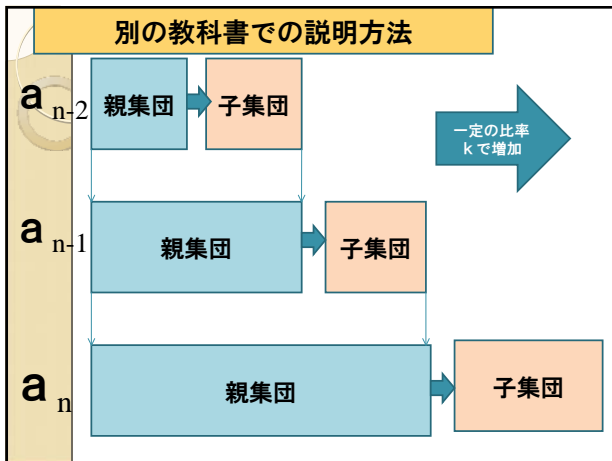 別の教科書での説明方法
a n-2 親集団 子集団
一定の比率
ｋで増加
a n-1 親集団 子集団
a n 親集団 子集団